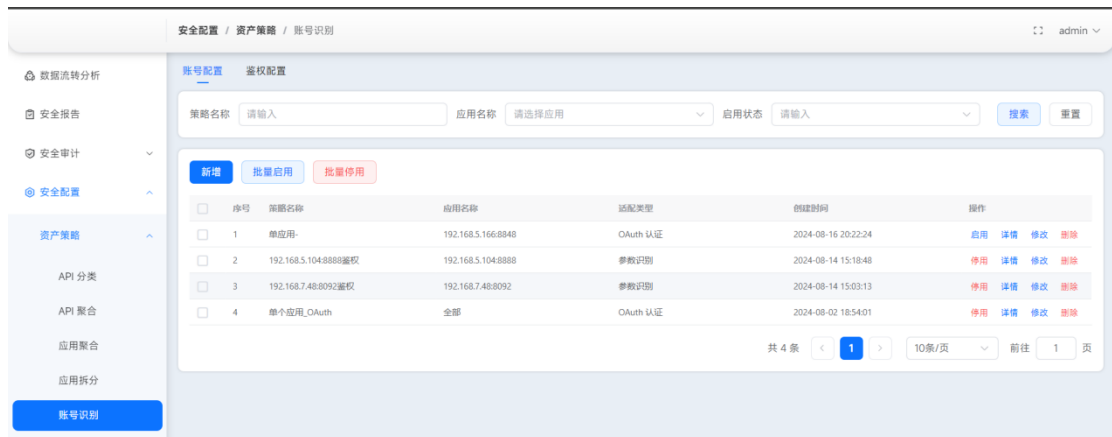 安全配置 / 资产策略 / 账号识别
admin
数据流转分析
安全报告
安全审计
安全配置
资产策略
API 分类
API 聚合
应用聚合
应用拆分
账号识别
账号配置 鉴权配置
策略名称 请输入 应用名称 请选择应用 启用状态 请输入 搜索 重置
新增 批量启用 批量停用
序号 策略名称 应用名称 适配类型 创建时间 操作
1 单应用- 192.168.5.166:8848 OAuth 认证 2024-08-16 20:22:24 启用 详情 修改 删除
2 192.168.5.104:8888鉴权 192.168.5.104:8888 参数识别 2024-08-14 15:18:48 停用 详情 修改 删除
3 192.168.7.48:8092鉴权 192.168.7.48:8092 参数识别 2024-08-14 15:03:13 停用 详情 修改 删除
4 单个应用_OAuth 全部 OAuth 认证 2024-08-02 18:54:01 停用 详情 修改 删除
共 4 条 < 1 > 10条/页 前往 1 页